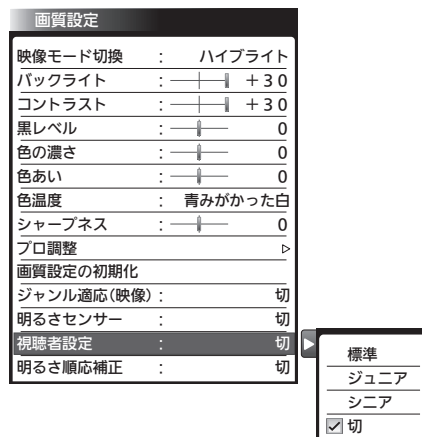 画質設定
映像モード切換 : ハイブライト
バックライト : +30
コントラスト : +30
黒レベル : 0
色の濃さ : 0
色あい : 0
色温度 : 青みがかった白
シャープネス : 0
プロ調整
画質設定の初期化
ジャンル適応(映像) : 切
明るさセンサー : 切
視聴者設定 : 切
明るさ順応補正 : 切
標準
ジュニア
シニア
切